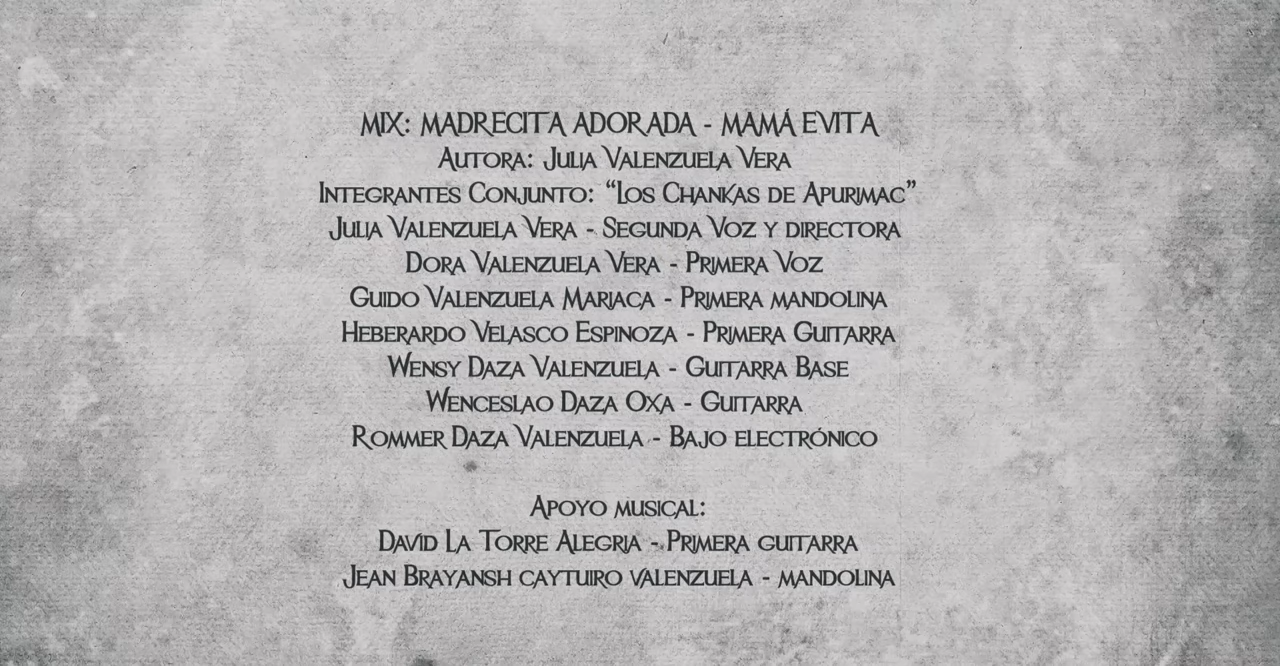 MIX: MADRECITA ADORADA - MAMÁ EVITA
AUTORA: JULIA VALENZUELA VERA
INTEGRANTES CONJUNTO: “LOS CHANKAS DE APURIMAC”
JULIA VALENZUELA VERA - SEGUNDA VOZ Y DIRECTORA
DORA VALENZUELA VERA - PRIMERA VOZ
GUIDO VALENZUELA MARIACA - PRIMERA MANDOLINA
HEBERARDO VELASCO ESPINOZA - PRIMERA GUITARRA
WENSY DAZA VALENZUELA - GUITARRA BASE
WENCESLAO DAZA OXA - GUITARRA
ROMMER DAZA VALENZUELA - BAJO ELECTRÓNICO
APOYO MUSICAL:
DAVID LA TORRE ALEGRIA - PRIMERA GUITARRA
JEAN BRAYANSH CAYTUIRO VALENZUELA - MANDOLINA